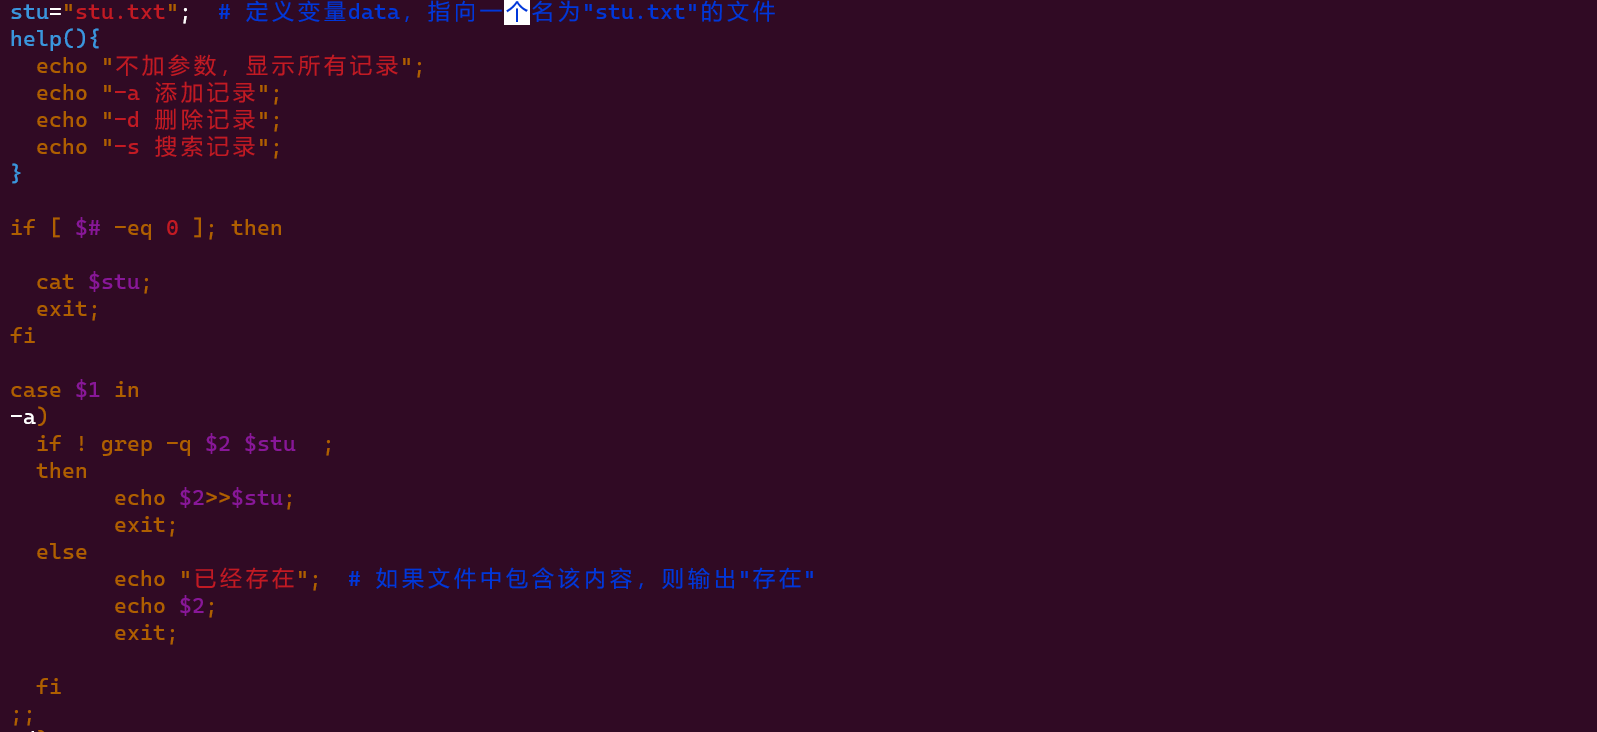 stu="stu.txt";  # 定义变量data, 指向一个名为"stu.txt"的文件
help(){
  echo "不加参数, 显示所有记录";
  echo "-a 添加记录";
  echo "-d 删除记录";
  echo "-s 搜索记录";
}
if [ $# -eq 0 ]; then
  cat $stu;
  exit;
fi
case $1 in
-a)
  if ! grep -q $2 $stu  ;
  then
        echo $2>>$stu;
        exit;
  else
        echo "已经存在";  # 如果文件中包含该内容, 则输出"存在"
        echo $2;
        exit;
  fi
;;